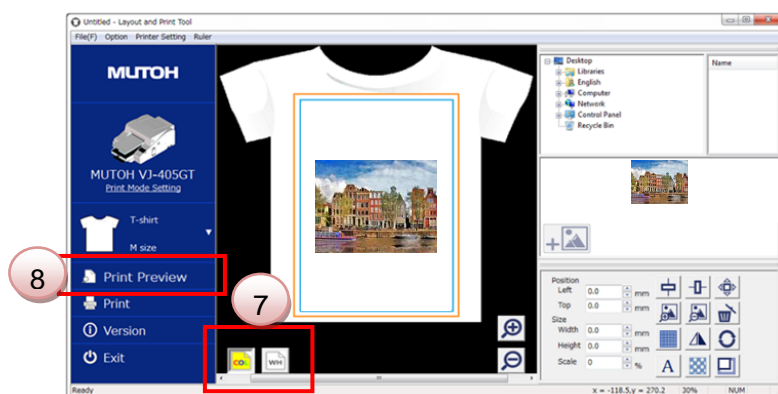 Untitled - Layout and Print Tool
File(F) Option Printer Setting Ruler
MUTOH
MUTOH VJ-405GT
Print Mode Setting
T-shirt
M size
8
Print Preview
Print
Version
Exit
7
COL
WH
Desktop
Libraries
English
Computer
Network
Control Panel
Recycle Bin
Name
Position
Left 0.0 mm
Top 0.0 mm
Size
Width 0.0 mm
Height 0.0 mm
Scale 0 %
A
Ready
x = -118.5,y = 270.2 30% NUM